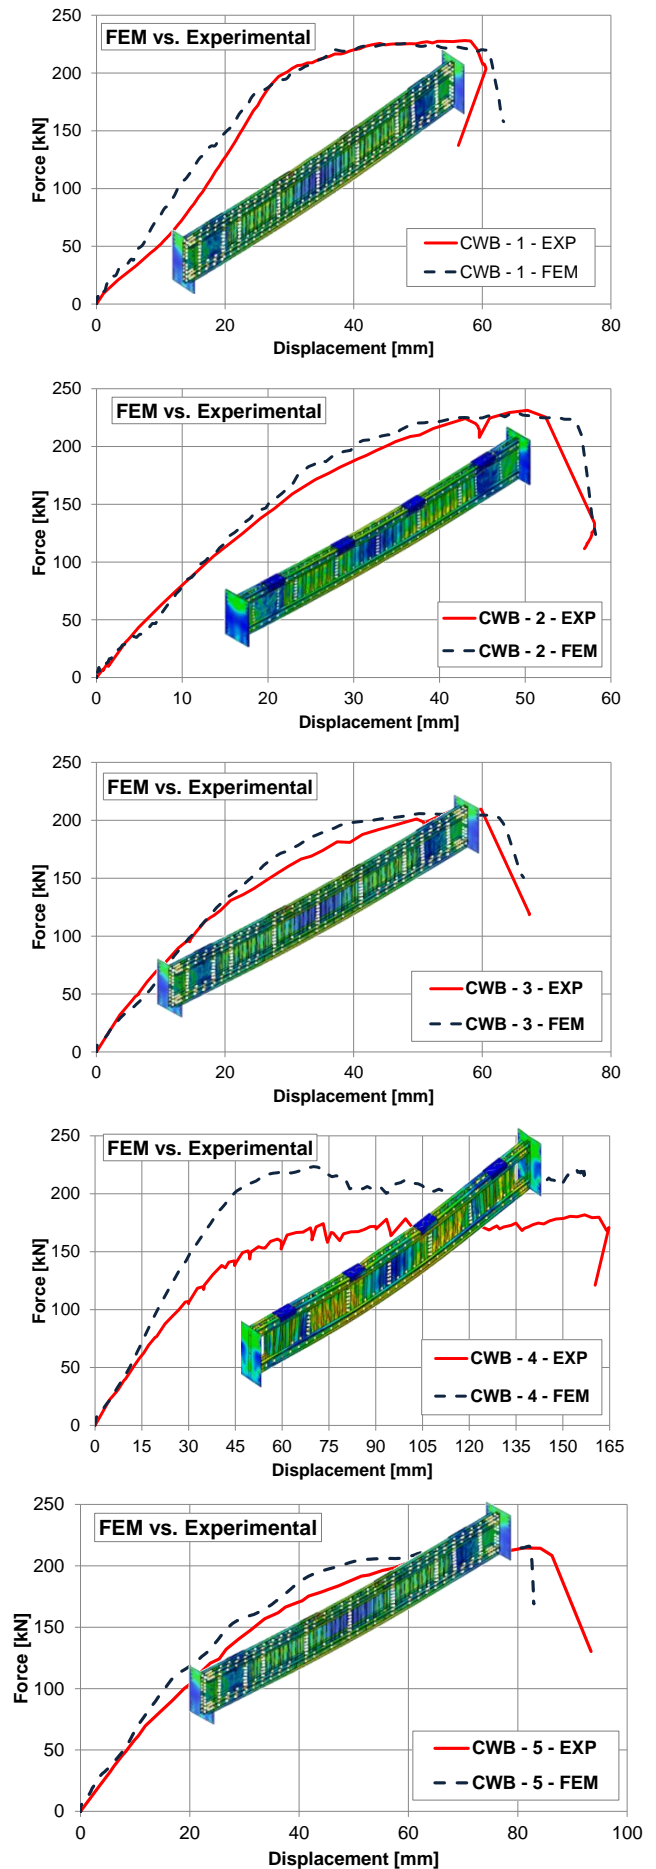 FEM vs. Experimental
250
200
150
100
50
0
Force [kN]
CWB - 1 - EXP
CWB - 1 - FEM
0 20 40 60 80
Displacement [mm]
FEM vs. Experimental
250
200
150
100
50
0
Force [kN]
CWB - 2 - EXP
CWB - 2 - FEM
0 10 20 30 40 50 60
Displacement [mm]
FEM vs. Experimental
250
200
150
100
50
0
Force [kN]
CWB - 3 - EXP
CWB - 3 - FEM
0 20 40 60 80
Displacement [mm]
FEM vs. Experimental
250
200
150
100
50
0
Force [kN]
CWB - 4 - EXP
CWB - 4 - FEM
0 15 30 45 60 75 90 105 120 135 150 165
Displacement [mm]
FEM vs. Experimental
250
200
150
100
50
0
Force [kN]
CWB - 5 - EXP
CWB - 5 - FEM
0 20 40 60 80 100
Displacement [mm]